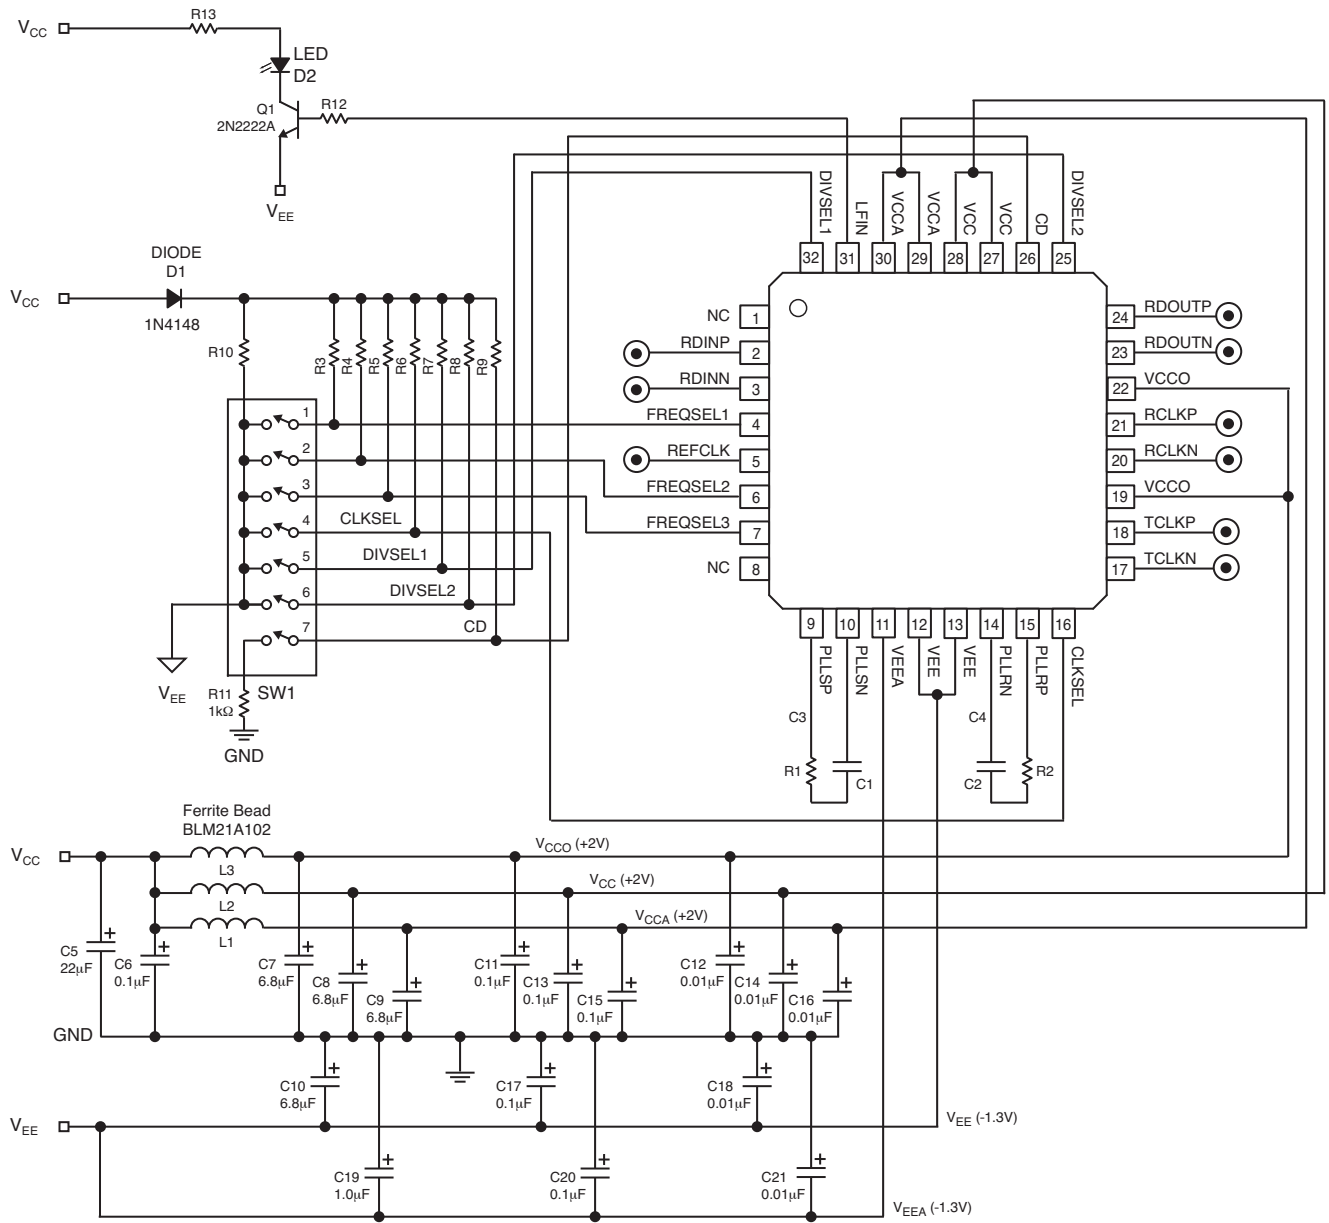 R13
VCC
LED
D2
Q1
2N2222A
R12
VEE
DIVSEL1
LFIN
VCCA
VCCA
VCC
VCC
CD
DIVSEL2
32
31
30
29
28
27
26
25
DIODE
D1
VCC
1N4148
R10
R3
R4
R5
R6
R7
R8
R9
NC
1
RDINP
2
RDINN
3
FREQSEL1
4
REFCLK
5
FREQSEL2
6
FREQSEL3
7
NC
8
24
RDOUTP
23
RDOUTN
22
VCCO
21
RCLKP
20
RCLKN
19
VCCO
18
TCLKP
17
TCLKN
1
2
3
4
CLKSEL
5
DIVSEL1
6
DIVSEL2
7
CD
VEE
SW1
R11
1kΩ
GND
9
10
11
12
13
14
15
16
PLLSP
PLLSN
VEEA
VEE
VEE
PLLRN
PLLRP
CLKSEL
C3
C4
R1
C1
C2
R2
Ferrite Bead
BLM21A102
VCC
L3
L2
L1
VCCO (+2V)
VCC (+2V)
VCCA (+2V)
C5
22µF
+
C6
0.1µF
+
C7
6.8µF
+
C8
6.8µF
+
C9
6.8µF
+
C11
0.1µF
+
C13
0.1µF
+
C15
0.1µF
+
C12
0.01µF
+
C14
0.01µF
+
C16
0.01µF
+
GND
C10
6.8µF
+
C17
0.1µF
+
C18
0.01µF
+
VEE
VEE (-1.3V)
C19
1.0µF
+
C20
0.1µF
+
C21
0.01µF
+
VEEA (-1.3V)